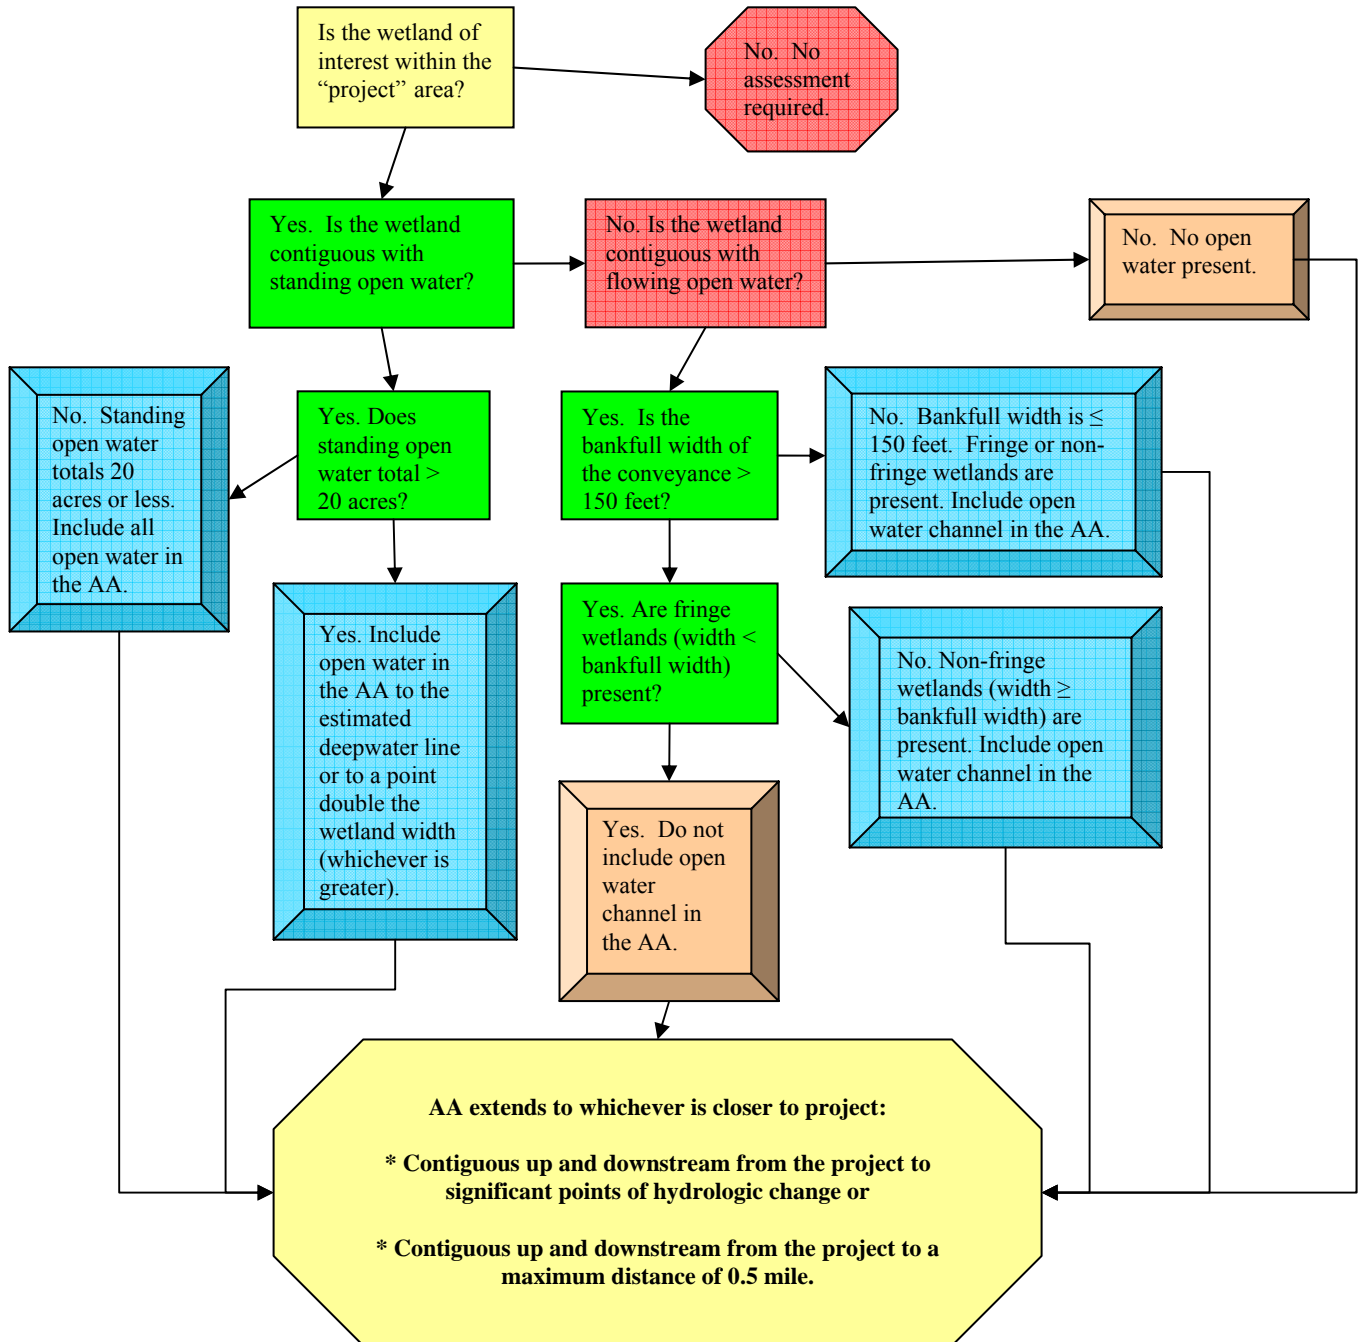 Is the wetland of
interest within the
“project” area?
No.  No
assessment
required.
Yes.  Is the wetland
contiguous with
standing open water?
No. Is the wetland
contiguous with
flowing open water?
No.  No open
water present.
No.  Standing
open water
totals 20
acres or less.
Include all
open water in
the AA.
Yes. Does
standing open
water total >
20 acres?
Yes.  Is the
bankfull width of
the conveyance >
150 feet?
No.  Bankfull width is ≤
150 feet.  Fringe or non-
fringe wetlands are
present. Include open
water channel in the AA.
Yes. Include
open water in
the AA to the
estimated
deepwater line
or to a point
double the
wetland width
(whichever is
greater).
Yes. Are fringe
wetlands (width <
bankfull width)
present?
No. Non-fringe
wetlands (width ≥
bankfull width) are
present. Include open
water channel in the
AA.
Yes.  Do not
include open
water
channel in
the AA.
AA extends to whichever is closer to project:
* Contiguous up and downstream from the project to
significant points of hydrologic change or
* Contiguous up and downstream from the project to a
maximum distance of 0.5 mile.